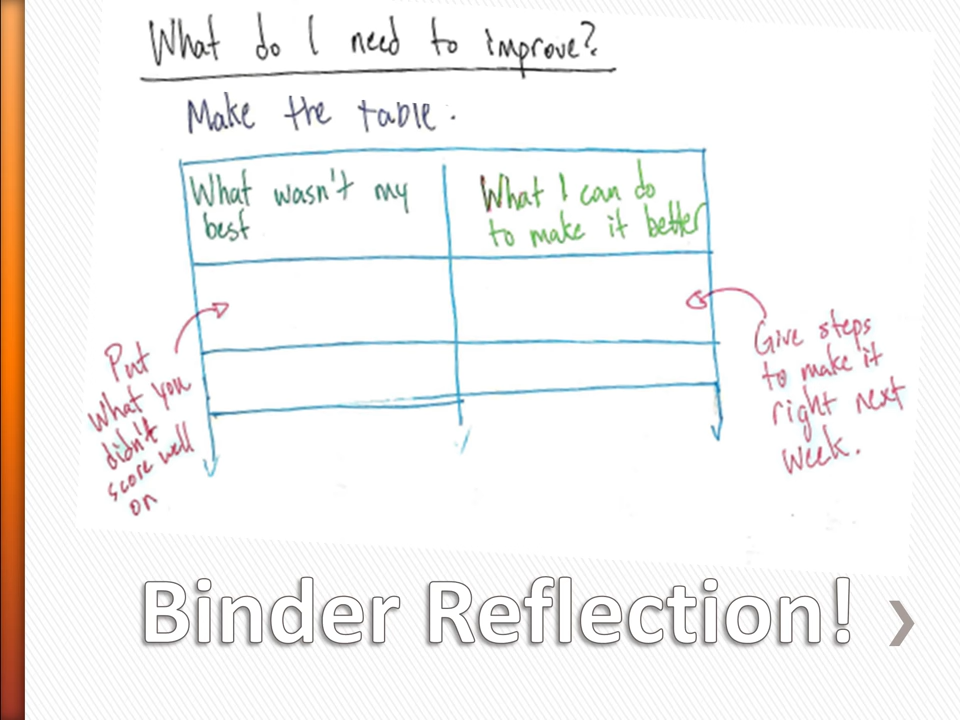 What do I need to improve?
Make the table.
What wasn't my
best
What I can do
to make it better
Put
what you
didn't
score well
on
Give steps
to make it
right next
week.
Binder Reflection!